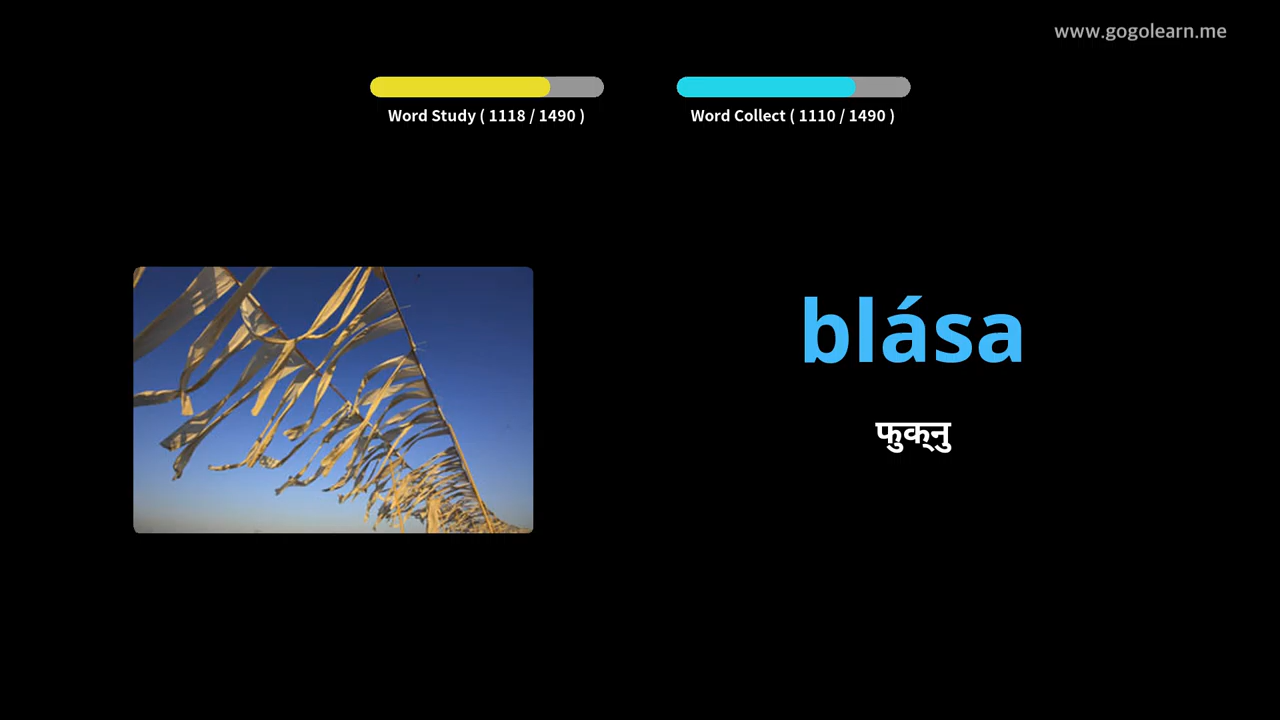 www.gogolearn.me
Word Study ( 1118 / 1490 )
Word Collect ( 1110 / 1490 )
blása
फुक्नु